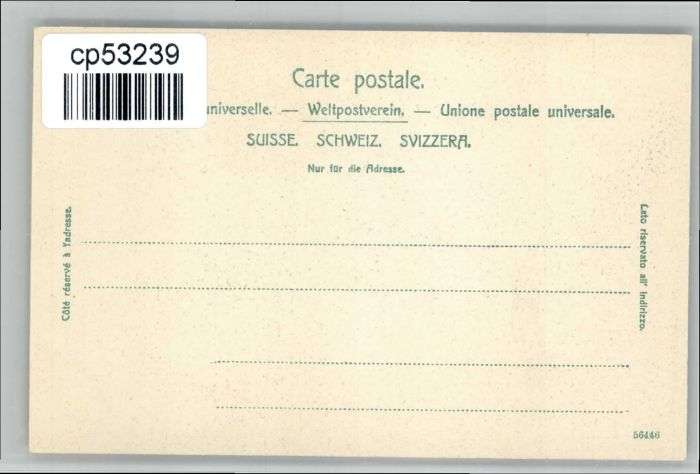 cp53239
Carte postale.
universelle. — Weltpostverein. — Unione postale universale.
SUISSE. SCHWEIZ. SVIZZERA.
Nur für die Adresse.
Côté réservé à l'adresse.
Lato riservato all' indirizzo.
56446